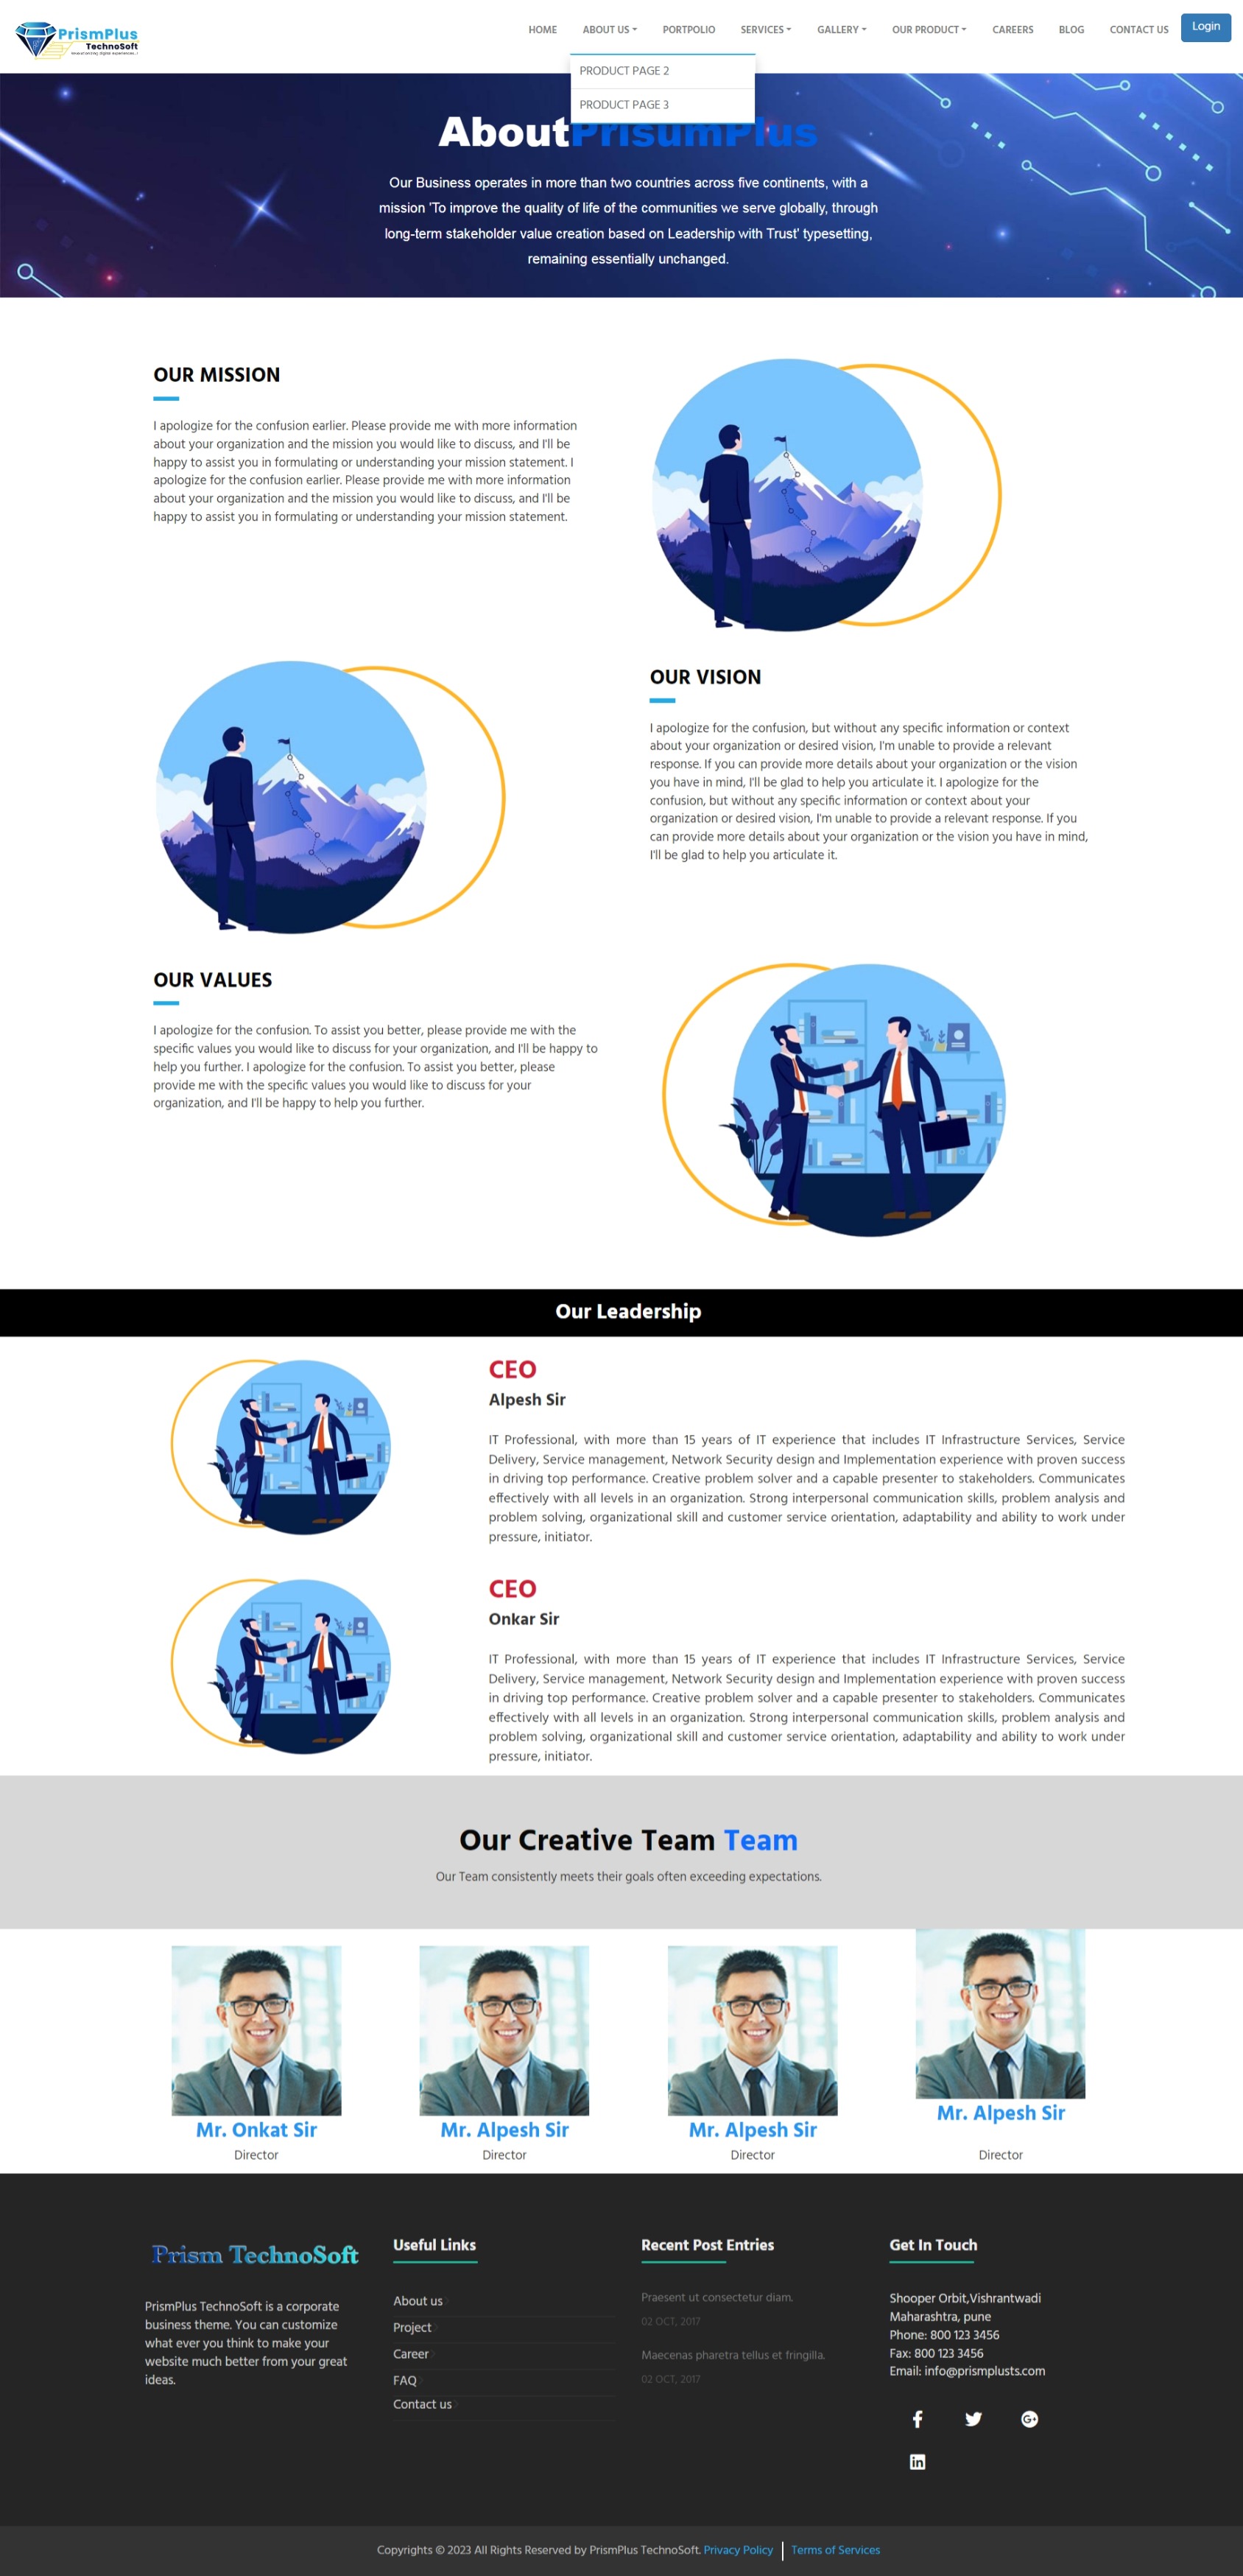 PrismPlus
TechnoSoft
HOME
ABOUT US
PORTPOLIO
SERVICES
GALLERY
OUR PRODUCT
CAREERS
BLOG
CONTACT US
Login
PRODUCT PAGE 2
PRODUCT PAGE 3
AboutPrisumPlus
Our Business operates in more than two countries across five continents, with a
mission 'To improve the quality of life of the communities we serve globally, through
long-term stakeholder value creation based on Leadership with Trust' typesetting,
remaining essentially unchanged.
OUR MISSION
I apologize for the confusion earlier. Please provide me with more information
about your organization and the mission you would like to discuss, and I'll be
happy to assist you in formulating or understanding your mission statement. I
apologize for the confusion earlier. Please provide me with more information
about your organization and the mission you would like to discuss, and I'll be
happy to assist you in formulating or understanding your mission statement.
OUR VISION
I apologize for the confusion, but without any specific information or context
about your organization or desired vision, I'm unable to provide a relevant
response. If you can provide more details about your organization or the vision
you have in mind, I'll be glad to help you articulate it. I apologize for the
confusion, but without any specific information or context about your
organization or desired vision, I'm unable to provide a relevant response. If you
can provide more details about your organization or the vision you have in mind,
I'll be glad to help you articulate it.
OUR VALUES
I apologize for the confusion. To assist you better, please provide me with the
specific values you would like to discuss for your organization, and I'll be happy to
help you further. I apologize for the confusion. To assist you better, please
provide me with the specific values you would like to discuss for your
organization, and I'll be happy to help you further.
Our Leadership
CEO
Alpesh Sir
IT Professional, with more than 15 years of IT experience that includes IT Infrastructure Services, Service
Delivery, Service management, Network Security design and Implementation experience with proven success
in driving top performance. Creative problem solver and a capable presenter to stakeholders. Communicates
effectively with all levels in an organization. Strong interpersonal communication skills, problem analysis and
problem solving, organizational skill and customer service orientation, adaptability and ability to work under
pressure, initiator.
CEO
Onkar Sir
IT Professional, with more than 15 years of IT experience that includes IT Infrastructure Services, Service
Delivery, Service management, Network Security design and Implementation experience with proven success
in driving top performance. Creative problem solver and a capable presenter to stakeholders. Communicates
effectively with all levels in an organization. Strong interpersonal communication skills, problem analysis and
problem solving, organizational skill and customer service orientation, adaptability and ability to work under
pressure, initiator.
Our Creative Team Team
Our Team consistently meets their goals often exceeding expectations.
Mr. Onkat Sir
Director
Mr. Alpesh Sir
Director
Mr. Alpesh Sir
Director
Mr. Alpesh Sir
Director
Prism TechnoSoft
PrismPlus TechnoSoft is a corporate
business theme. You can customize
what ever you think to make your
website much better from your great
ideas.
Useful Links
About us
Project
Career
FAQ
Contact us
Recent Post Entries
Praesent ut consectetur diam.
02 OCT, 2017
Maecenas pharetra tellus et fringilla.
02 OCT, 2017
Get In Touch
Shooper Orbit,Vishrantwadi
Maharashtra, pune
Phone: 800 123 3456
Fax: 800 123 3456
Email: info@prismplusts.com
Copyrights © 2023 All Rights Reserved by PrismPlus TechnoSoft. Privacy Policy
Terms of Services